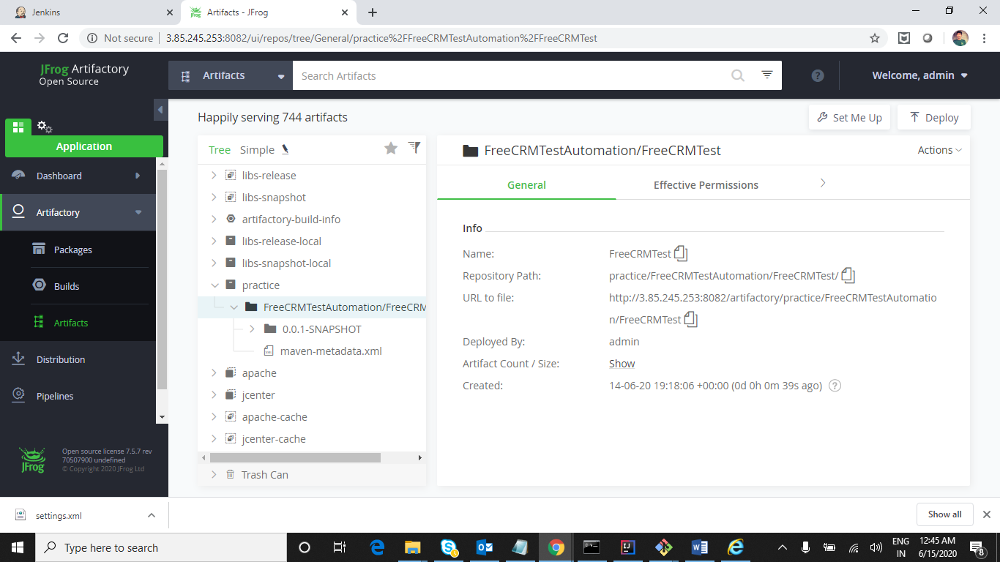 Jenkins
Artifacts - JFrog
Not secure
3.85.245.253:8082/ui/repos/tree/General/practice%2FFreeCRMTestAutomation%2FFreeCRMTest
JFrog Artifactory
Open Source
Artifacts
Search Artifacts
Welcome, admin
Happily serving 744 artifacts
Set Me Up
Deploy
Application
Dashboard
Artifactory
Packages
Builds
Artifacts
Distribution
Pipelines
JFrog
Open source license 7.5.7 rev
70507900 undefined
© Copyright 2020 JFrog Ltd
Tree
Simple
libs-release
libs-snapshot
artifactory-build-info
libs-release-local
libs-snapshot-local
practice
FreeCRMTestAutomation/FreeCRM
0.0.1-SNAPSHOT
maven-metadata.xml
apache
jcenter
apache-cache
jcenter-cache
Trash Can
FreeCRMTestAutomation/FreeCRMTest
Actions
General
Effective Permissions
Info
Name: FreeCRMTest
Repository Path: practice/FreeCRMTestAutomation/FreeCRMTest/
URL to file: http://3.85.245.253:8082/artifactory/practice/FreeCRMTestAutomatio
n/FreeCRMTest
Deployed By: admin
Artifact Count / Size: Show
Created: 14-06-20 19:18:06 +00:00 (0d 0h 0m 39s ago)
settings.xml
Show all
Type here to search
ENG
IN
12:45 AM
6/15/2020
8